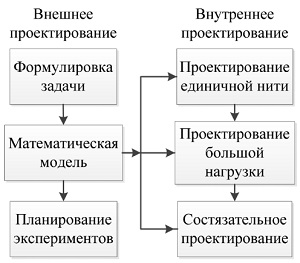 Внешнее
проектирование
Формулировка
задачи
Математическая
модель
Планирование
экспериментов
Внутреннее
проектирование
Проектирование
единичной нити
Проектирование
большой
нагрузки
Состязательное
проектирование